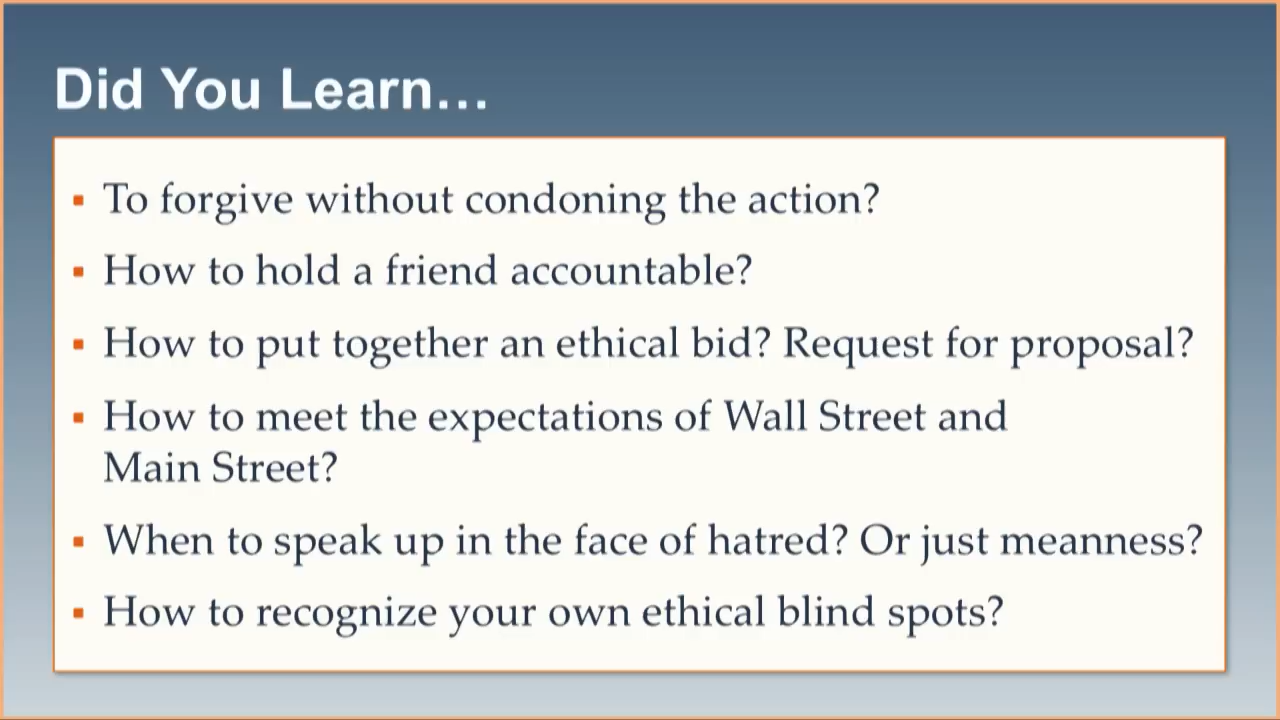 Did You Learn...
▪ To forgive without condoning the action?
▪ How to hold a friend accountable?
▪ How to put together an ethical bid? Request for proposal?
▪ How to meet the expectations of Wall Street and
Main Street?
▪ When to speak up in the face of hatred? Or just meanness?
▪ How to recognize your own ethical blind spots?